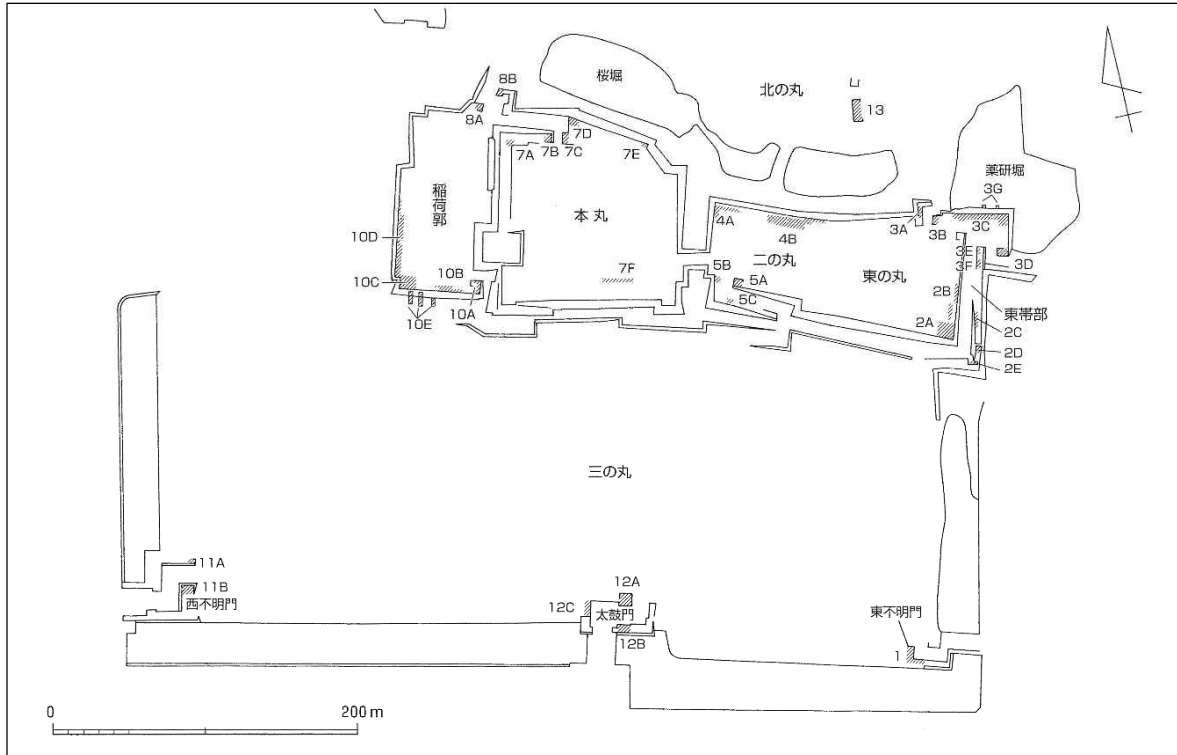 桜堀
北の丸
13
8B
8A
7D
7A
7B
7C
7E
薬研堀
3G
稲荷郭
本丸
4A
4B
3A
3B
3C
10D
二の丸
東の丸
3E
3F
3D
5B
5A
7F
10C
10B
2B
5C
10A
10E
2A
東帯部
2C
2D
2E
三の丸
11A
11B
西不明門
12A
12C
太鼓門
12B
東不明門
1
0
200m